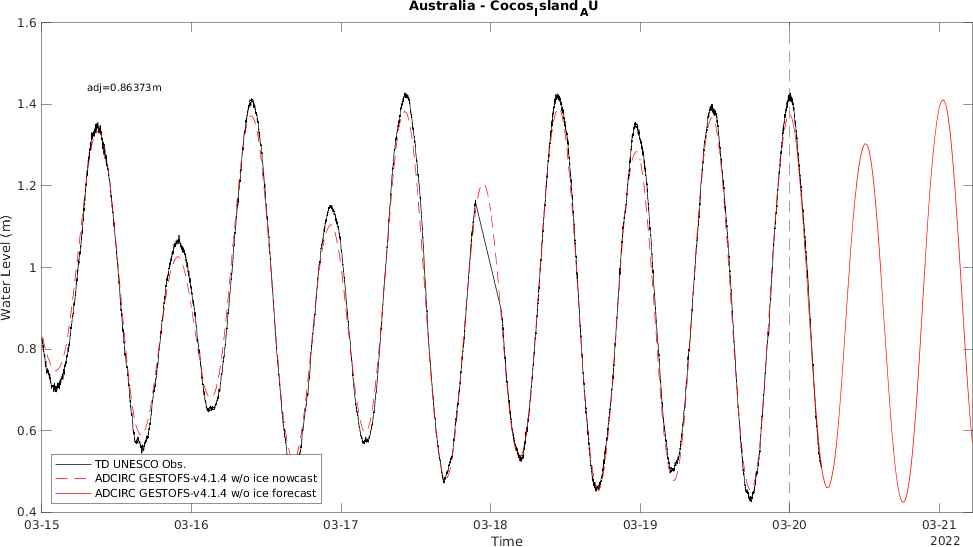 Australia - Cocos_Island_AU
1.6
adj=0.86373m
1.4
1.2
1
0.8
0.6
0.4
Water Level (m)
TD UNESCO Obs.
ADCIRC GESTOFS-v4.1.4 w/o ice nowcast
ADCIRC GESTOFS-v4.1.4 w/o ice forecast
03-15 03-16 03-17 03-18 03-19 03-20 03-21
Time 2022